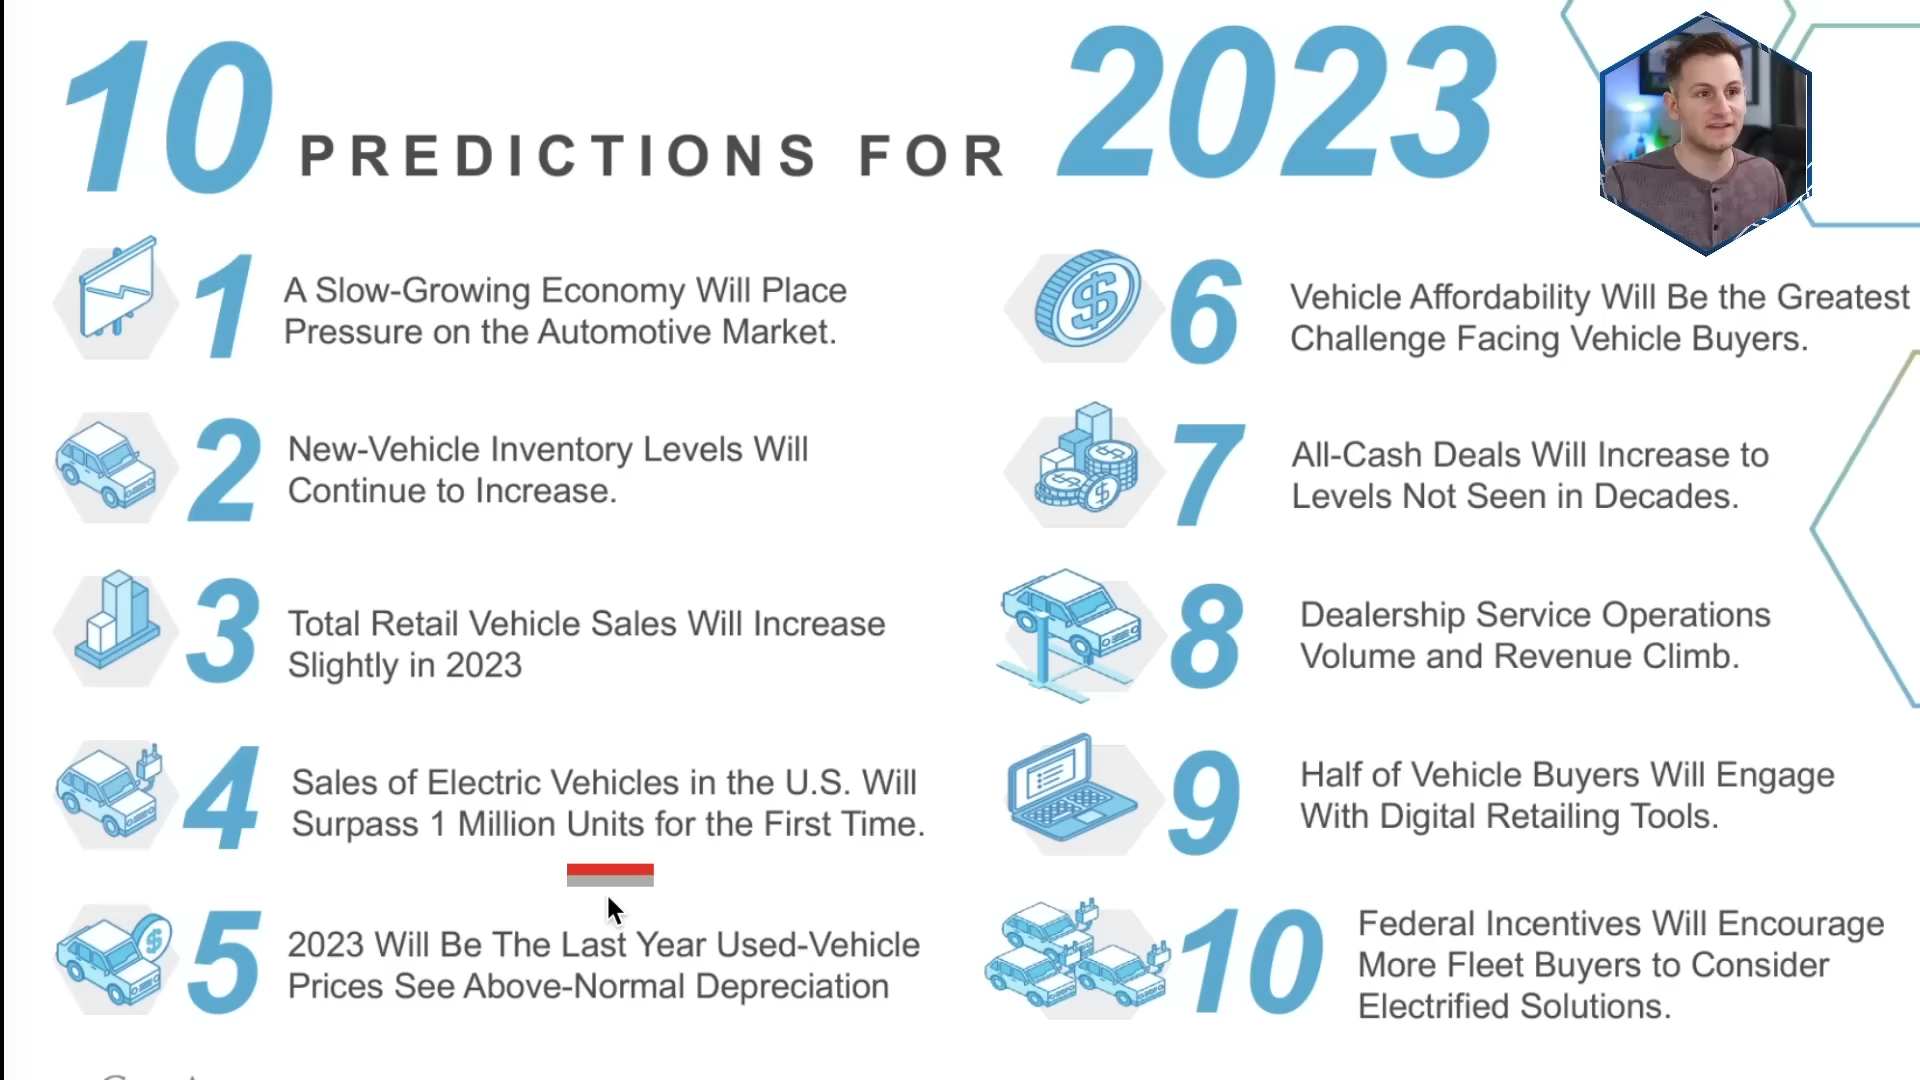 10 PREDICTIONS FOR 2023
1
A Slow-Growing Economy Will Place
Pressure on the Automotive Market.
2
New-Vehicle Inventory Levels Will
Continue to Increase.
3
Total Retail Vehicle Sales Will Increase
Slightly in 2023
4
Sales of Electric Vehicles in the U.S. Will
Surpass 1 Million Units for the First Time.
5
2023 Will Be The Last Year Used-Vehicle
Prices See Above-Normal Depreciation
6
Vehicle Affordability Will Be the Greatest
Challenge Facing Vehicle Buyers.
7
All-Cash Deals Will Increase to
Levels Not Seen in Decades.
8
Dealership Service Operations
Volume and Revenue Climb.
9
Half of Vehicle Buyers Will Engage
With Digital Retailing Tools.
10
Federal Incentives Will Encourage
More Fleet Buyers to Consider
Electrified Solutions.